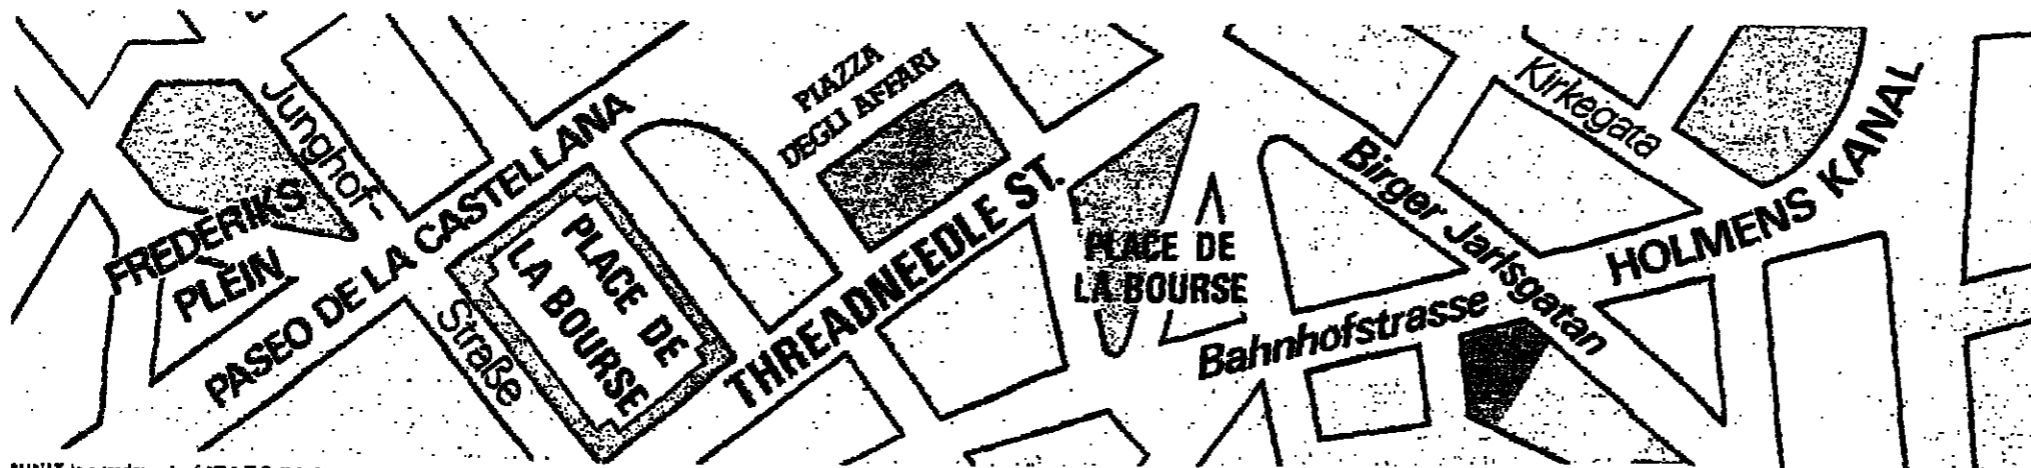 Junghof-
Straße
FREDERIKS
PLEIN
PASEO DE LA CASTELLANA
PLACE DE
LA BOURSE
PIAZZA
DEGLI AFFARI
THREADNEEDLE ST.
PLACE DE
LA BOURSE
Birger Jarlsgatan
Bahnhofstrasse
Kirkegata
HOLMENS KANAL